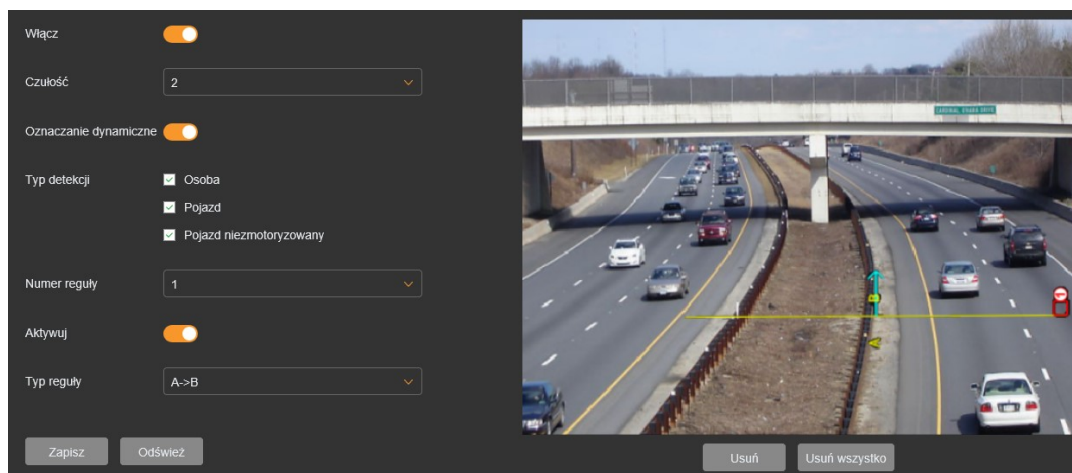 Włącz
Czułość
2
Oznaczanie dynamiczne
Typ detekcji
Osoba
Pojazd
Pojazd niezmotoryzowany
Numer reguły
1
Aktywuj
Typ reguły
A->B
Zapisz
Odśwież
Usuń
Usuń wszystko
A